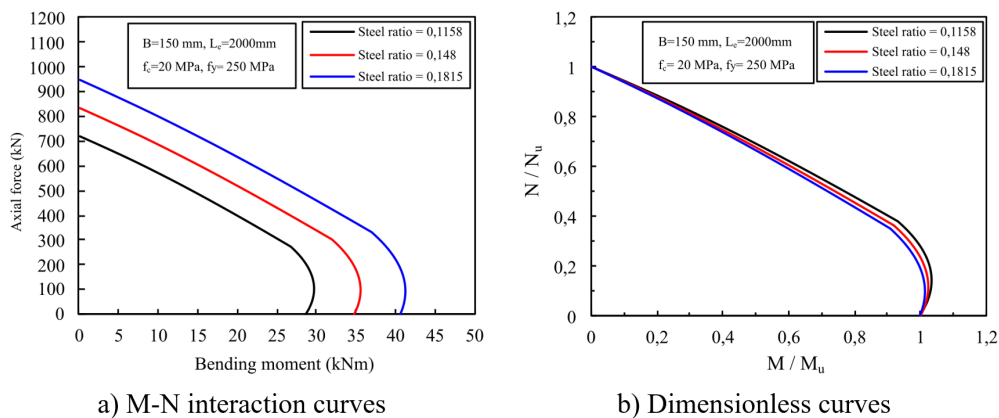 1200
1100
1000
900
800
700
600
500
400
300
200
100
0
Axial force (kN)
B=150 mm, Le=2000mm
fc=20 MPa, fy= 250 MPa
Steel ratio = 0,1158
Steel ratio = 0,148
Steel ratio = 0,1815
0 5 10 15 20 25 30 35 40 45 50
Bending moment (kNm)
a) M-N interaction curves
1,2
1
0,8
0,6
0,4
0,2
0
N / Nu
B=150 mm, Le=2000mm
fc=20 MPa, fy= 250 MPa
Steel ratio = 0,1158
Steel ratio = 0,148
Steel ratio = 0,1815
0 0,2 0,4 0,6 0,8 1 1,2
M / Mu
b) Dimensionless curves